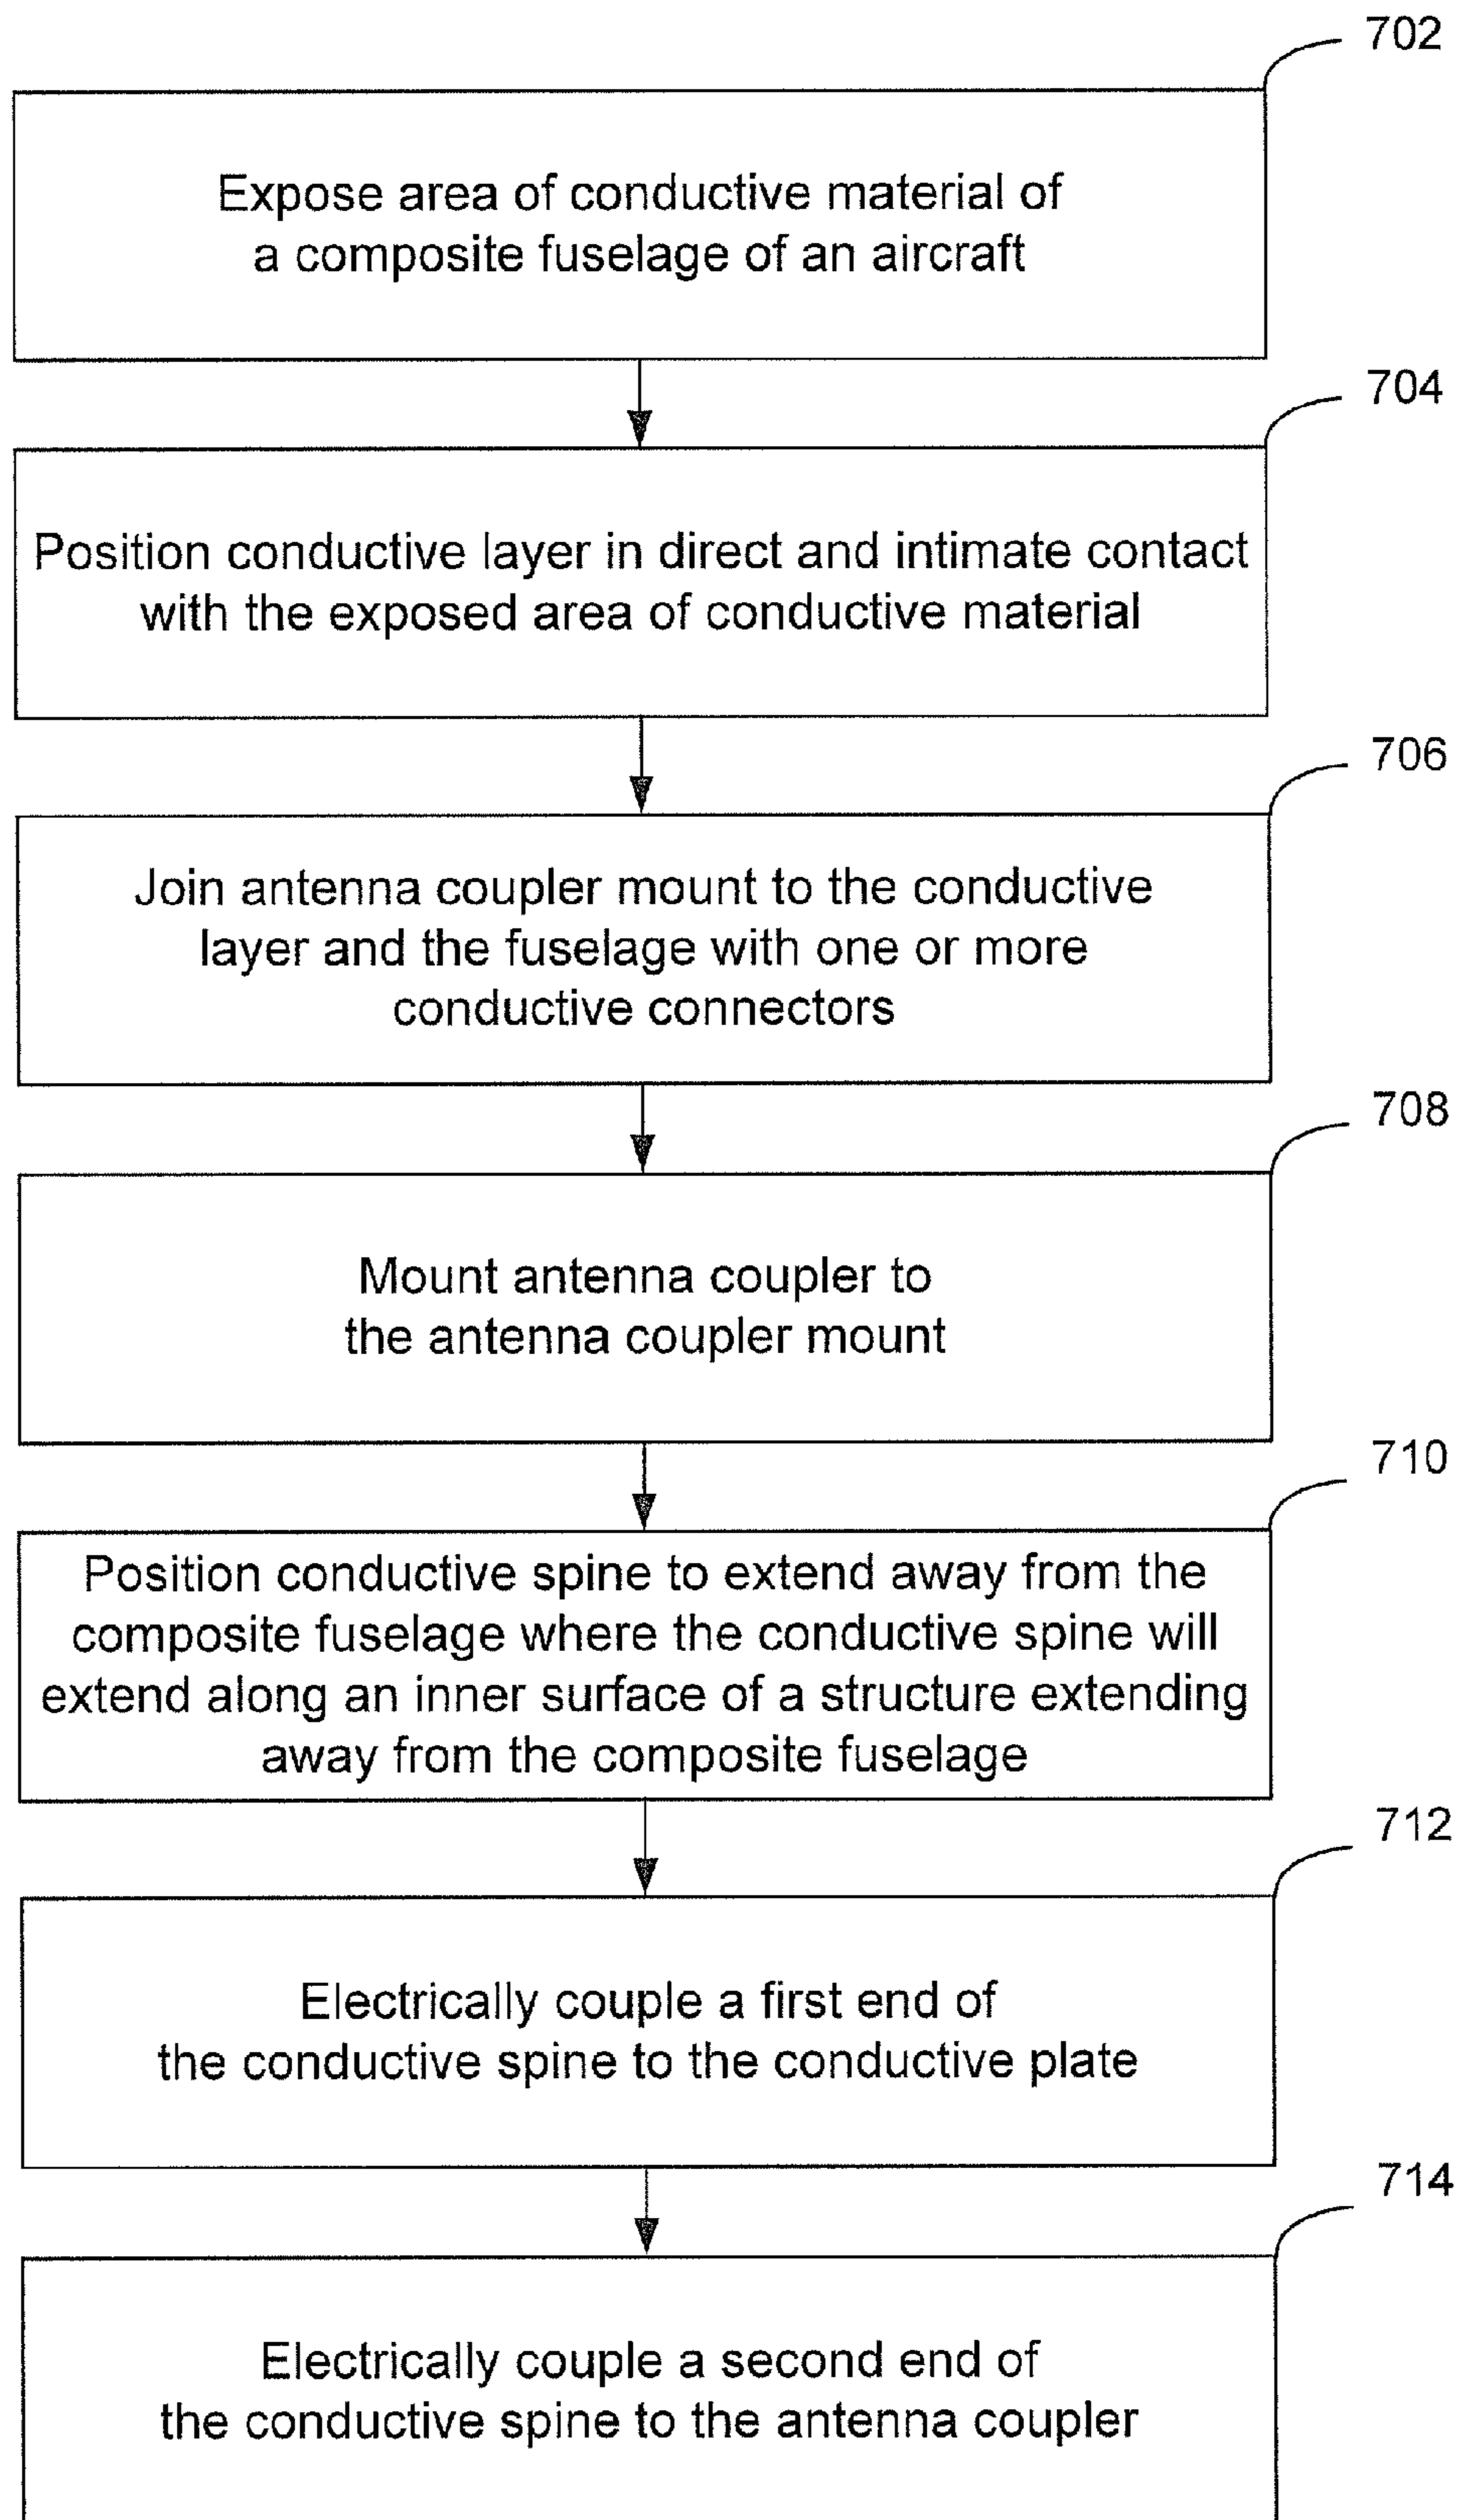 702
Expose area of conductive material of
a composite fuselage of an aircraft
704
Position conductive layer in direct and intimate contact
with the exposed area of conductive material
706
Join antenna coupler mount to the conductive
layer and the fuselage with one or more
conductive connectors
708
Mount antenna coupler to
the antenna coupler mount
710
Position conductive spine to extend away from the
composite fuselage where the conductive spine will
extend along an inner surface of a structure extending
away from the composite fuselage
712
Electrically couple a first end of
the conductive spine to the conductive plate
714
Electrically couple a second end of
the conductive spine to the antenna coupler